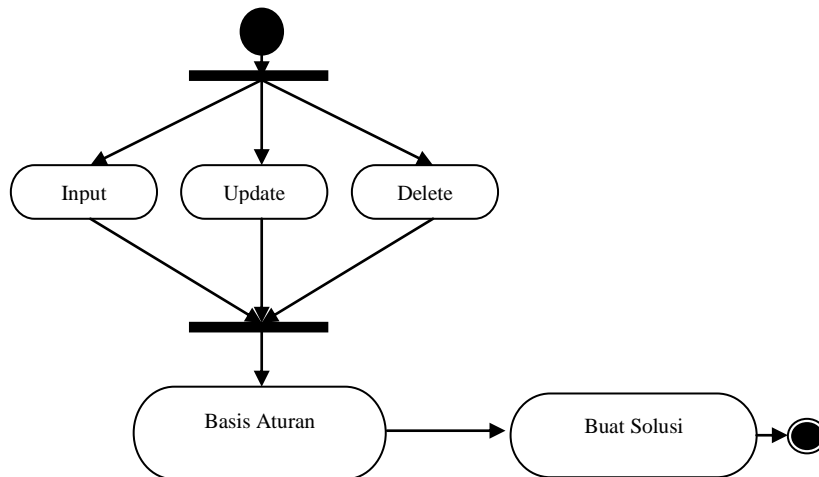 Input
Update
Delete
Basis Aturan
Buat Solusi